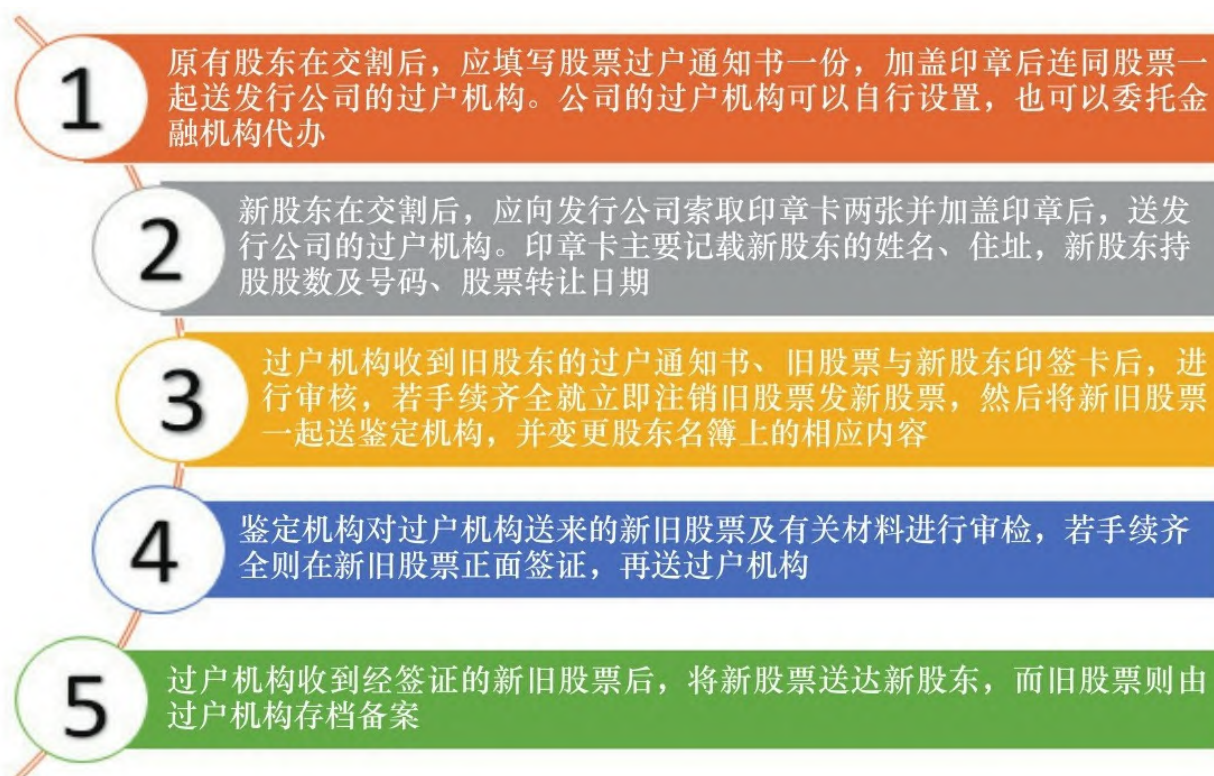 1
原有股东在交割后，应填写股票过户通知书一份，加盖印章后连同股票一
起送发行公司的过户机构。公司的过户机构可以自行设置，也可以委托金
融机构代办
2
新股东在交割后，应向发行公司索取印章卡两张并加盖印章后，送发
行公司的过户机构。印章卡主要记载新股东的姓名、住址，新股东持
股股数及号码、股票转让日期
3
过户机构收到旧股东的过户通知书、旧股票与新股东印签卡后，进
行审核，若手续齐全就立即注销旧股票发新股票，然后将新旧股票
一起送鉴定机构，并变更股东名簿上的相应内容
4
鉴定机构对过户机构送来的新旧股票及有关材料进行审检，若手续齐
全则在新旧股票正面签证，再送过户机构
5
过户机构收到经签证的新旧股票后，将新股票送达新股东，而旧股票则由
过户机构存档备案